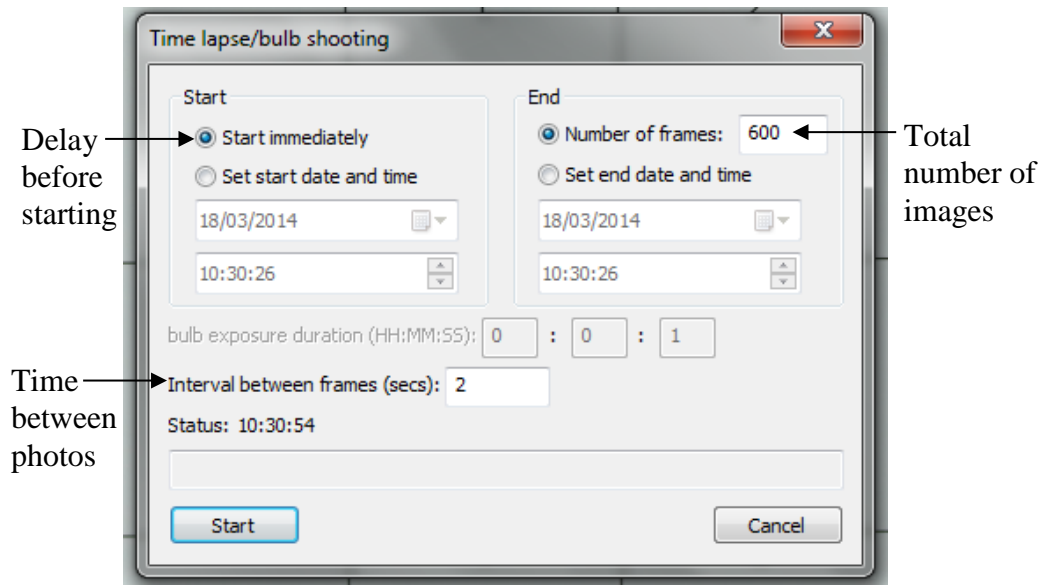 Time lapse/bulb shooting
x
Start
End
Delay
before
starting
Start immediately
Number of frames: 600
Total
number of
images
Set start date and time
Set end date and time
18/03/2014
18/03/2014
10:30:26
10:30:26
bulb exposure duration (HH:MM:SS): 0 : 0 : 1
Time
between
photos
Interval between frames (secs): 2
Status: 10:30:54
Start
Cancel